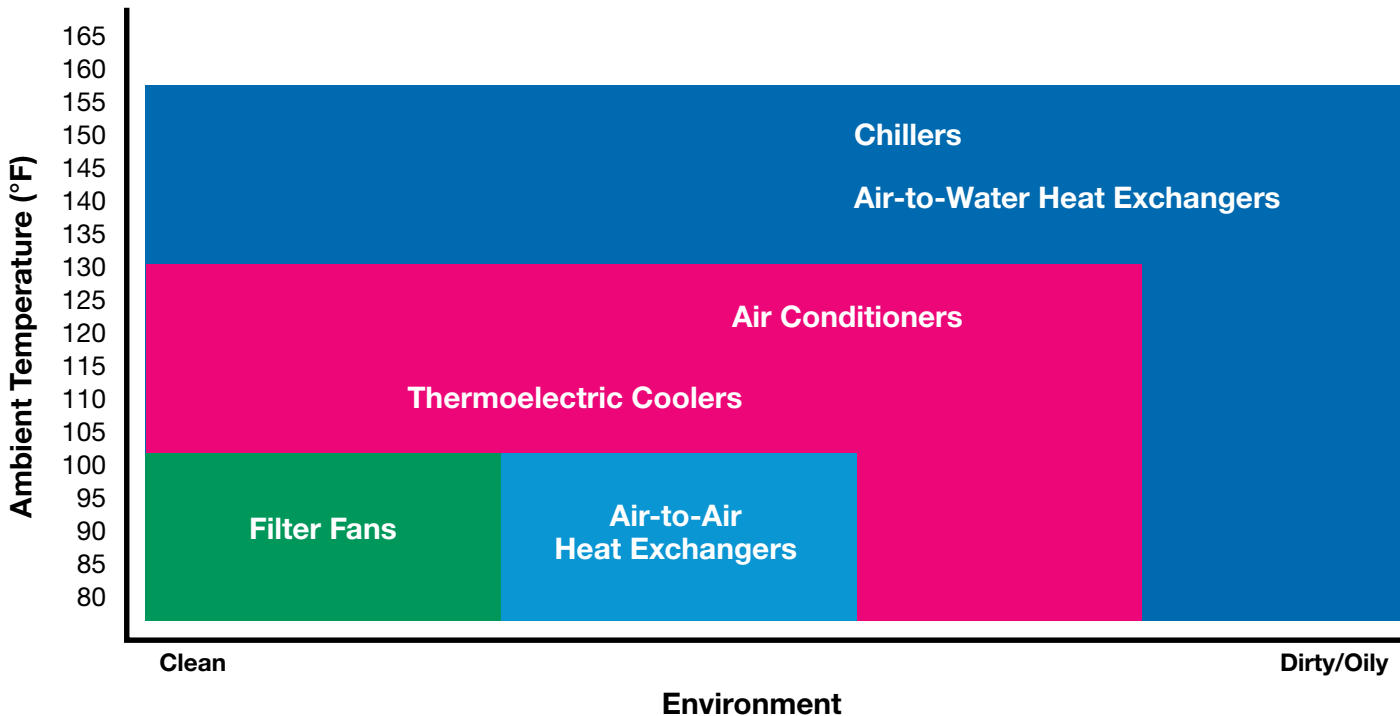 Ambient Temperature (°F)
165
160
155
150
145
140
135
130
125
120
115
110
105
100
95
90
85
80
Chillers
Air-to-Water Heat Exchangers
Air Conditioners
Thermoelectric Coolers
Filter Fans
Air-to-Air
Heat Exchangers
Clean
Dirty/Oily
Environment